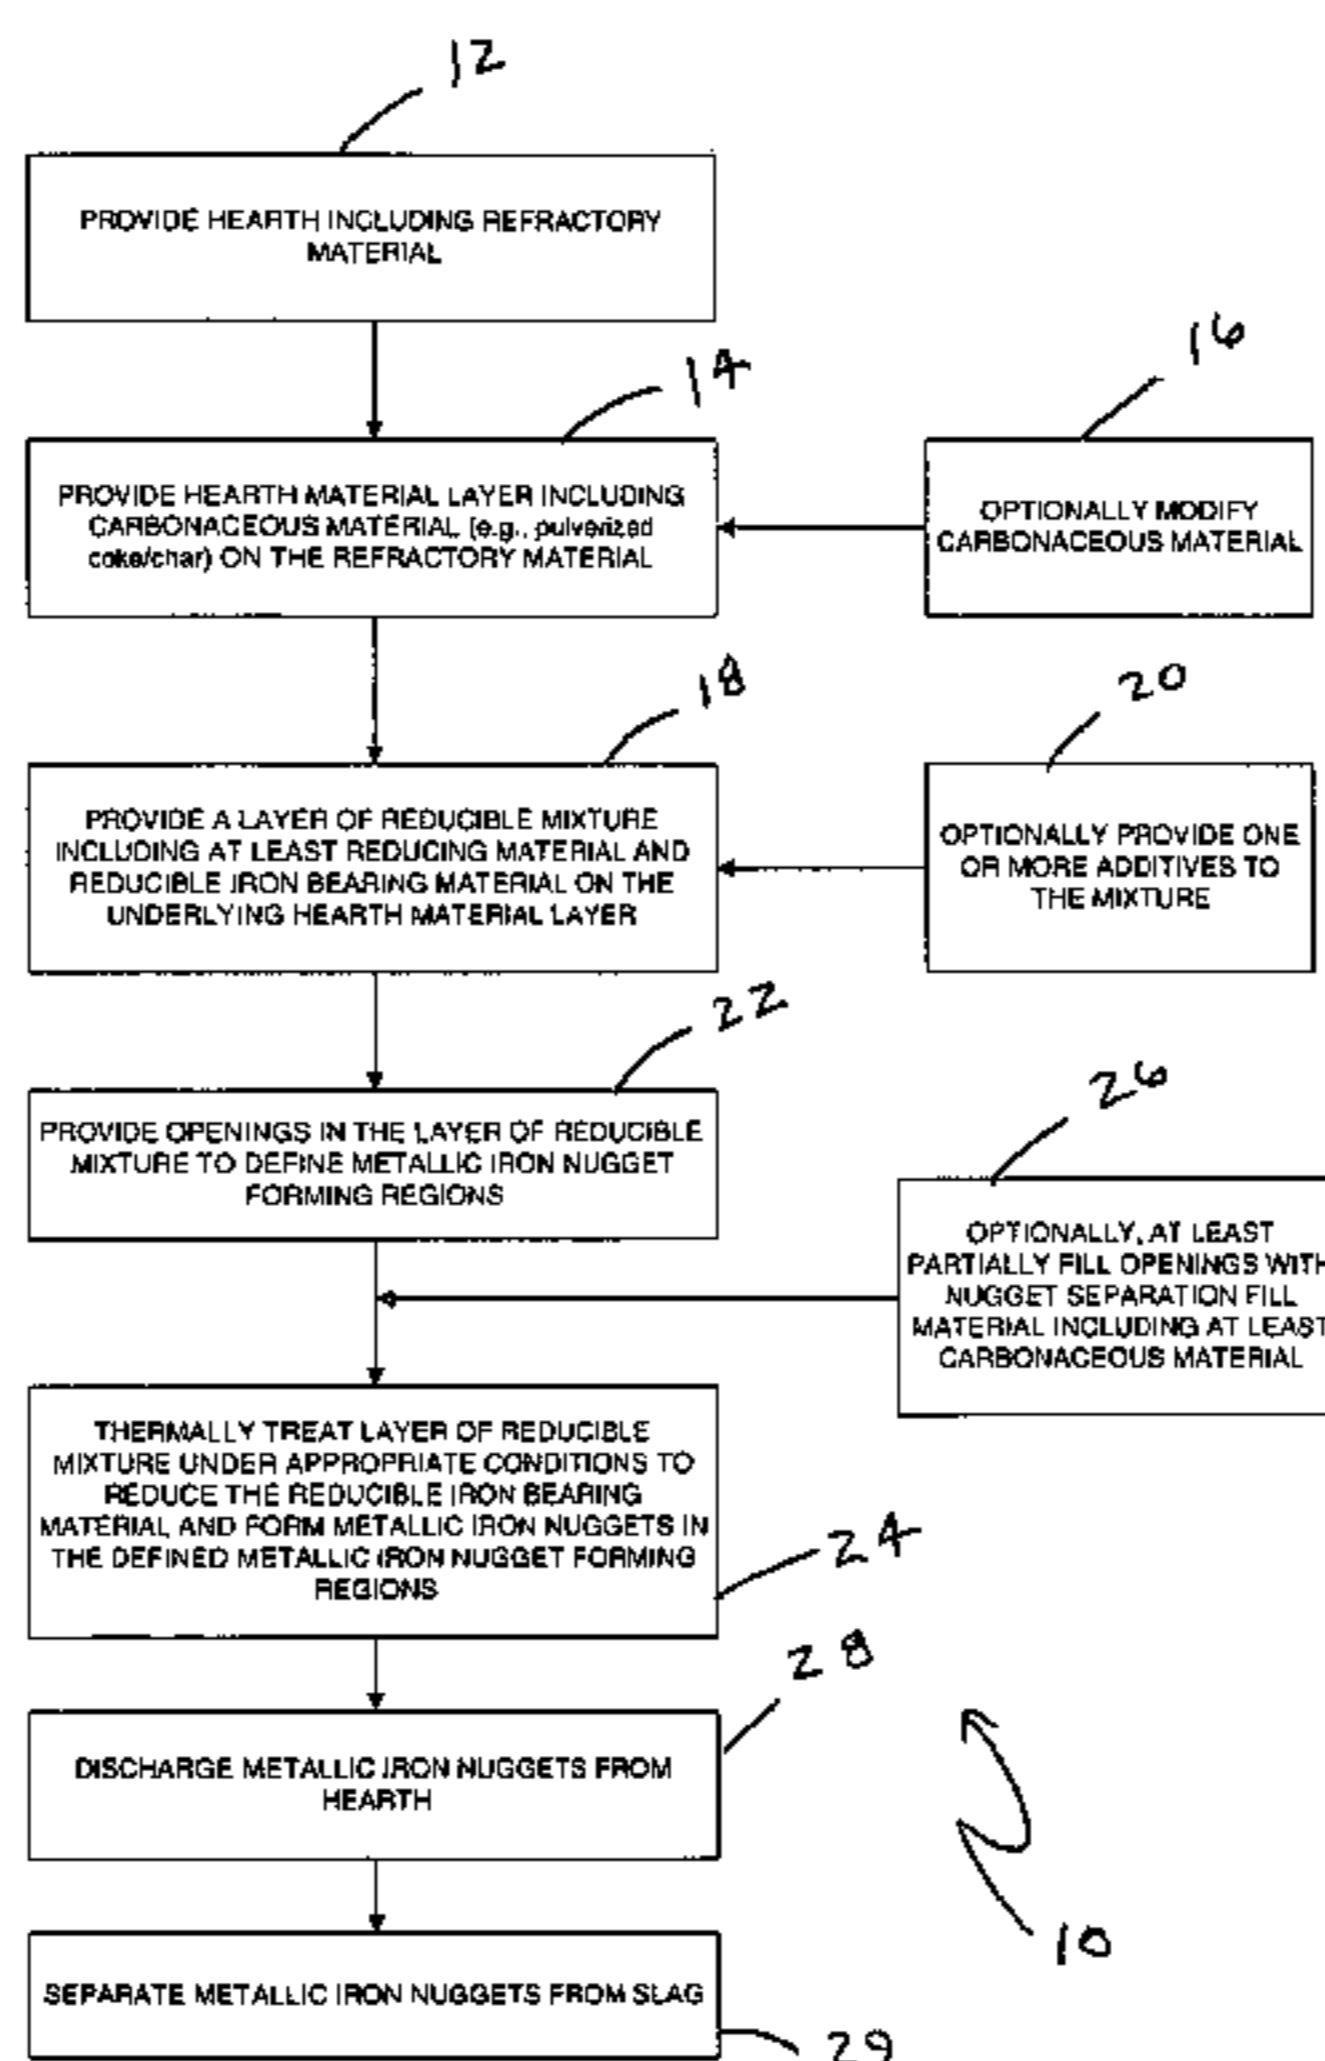 12
PROVIDE HEARTH INCLUDING REFRACTORY
MATERIAL
14
PROVIDE HEARTH MATERIAL LAYER INCLUDING
CARBONACEOUS MATERIAL (e.g., pulverized
coke/char) ON THE REFRACTORY MATERIAL
16
OPTIONALLY MODIFY
CARBONACEOUS MATERIAL
18
PROVIDE A LAYER OF REDUCIBLE MIXTURE
INCLUDING AT LEAST REDUCING MATERIAL AND
REDUCIBLE IRON BEARING MATERIAL ON THE
UNDERLYING HEARTH MATERIAL LAYER
20
OPTIONALLY PROVIDE ONE
OR MORE ADDITIVES TO
THE MIXTURE
22
PROVIDE OPENINGS IN THE LAYER OF REDUCIBLE
MIXTURE TO DEFINE METALLIC IRON NUGGET
FORMING REGIONS
26
OPTIONALLY, AT LEAST
PARTIALLY FILL OPENINGS WITH
NUGGET SEPARATION FILL
MATERIAL INCLUDING AT LEAST
CARBONACEOUS MATERIAL
THERMALLY TREAT LAYER OF REDUCIBLE
MIXTURE UNDER APPROPRIATE CONDITIONS TO
REDUCE THE REDUCIBLE IRON BEARING
MATERIAL AND FORM METALLIC IRON NUGGETS IN
THE DEFINED METALLIC IRON NUGGET FORMING
REGIONS
24
28
DISCHARGE METALLIC IRON NUGGETS FROM
HEARTH
10
SEPARATE METALLIC IRON NUGGETS FROM SLAG
29